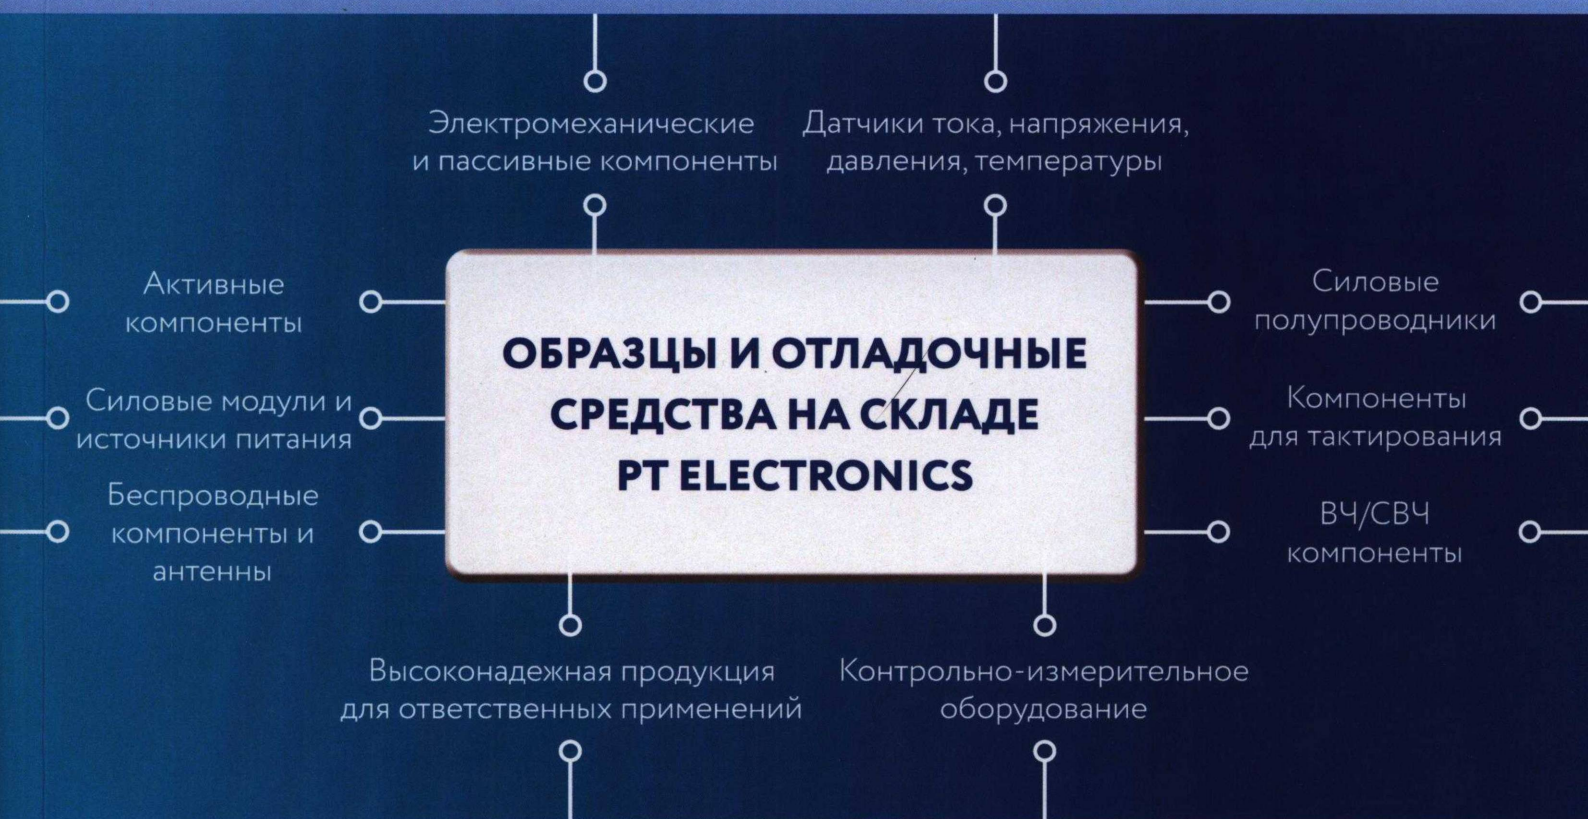 Электромеханические
и пассивные компоненты
Датчики тока, напряжения,
давления, температуры
Активные
компоненты
Силовые модули и
источники питания
Беспроводные
компоненты и
антенны
ОБРАЗЦЫ И ОТЛАДОЧНЫЕ
СРЕДСТВА НА СКЛАДЕ
PT ELECTRONICS
Силовые
полупроводники
Компоненты
для тактирования
ВЧ/СВЧ
компоненты
Высоконадежная продукция
для ответственных применений
Контрольно-измерительное
оборудование